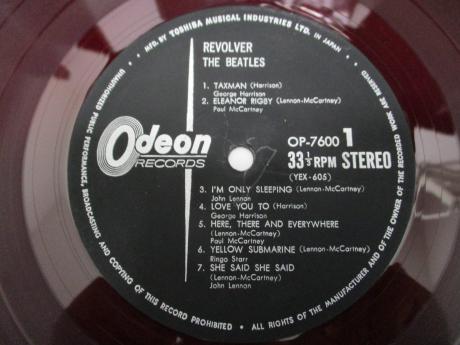 • MFG. BY TOSHIBA MUSICAL INDUSTRIES LTD. IN JAPAN •
REVOLVER
THE BEATLES
1. TAXMAN (Harrison)
George Harrison
2. ELEANOR RIGBY (Lennon-McCartney)
Paul McCartney
Odeon
RECORDS
OP-7600 1
33⅓ RPM STEREO
(YEX-605)
3. I'M ONLY SLEEPING (Lennon-McCartney)
John Lennon
4. LOVE YOU TO (Harrison)
George Harrison
5. HERE, THERE AND EVERYWHERE
(Lennon-McCartney)
Paul McCartney
6. YELLOW SUBMARINE (Lennon-McCartney)
Ringo Starr
7. SHE SAID SHE SAID
(Lennon-McCartney)
John Lennon
UNAUTHORIZED PUBLIC PERFORMANCE, BROADCASTING AND COPYING OF THIS RECORD PROHIBITED • ALL RIGHTS OF THE MANUFACTURER AND OF THE OWNER OF THE RECORDED WORK ARE RESERVED